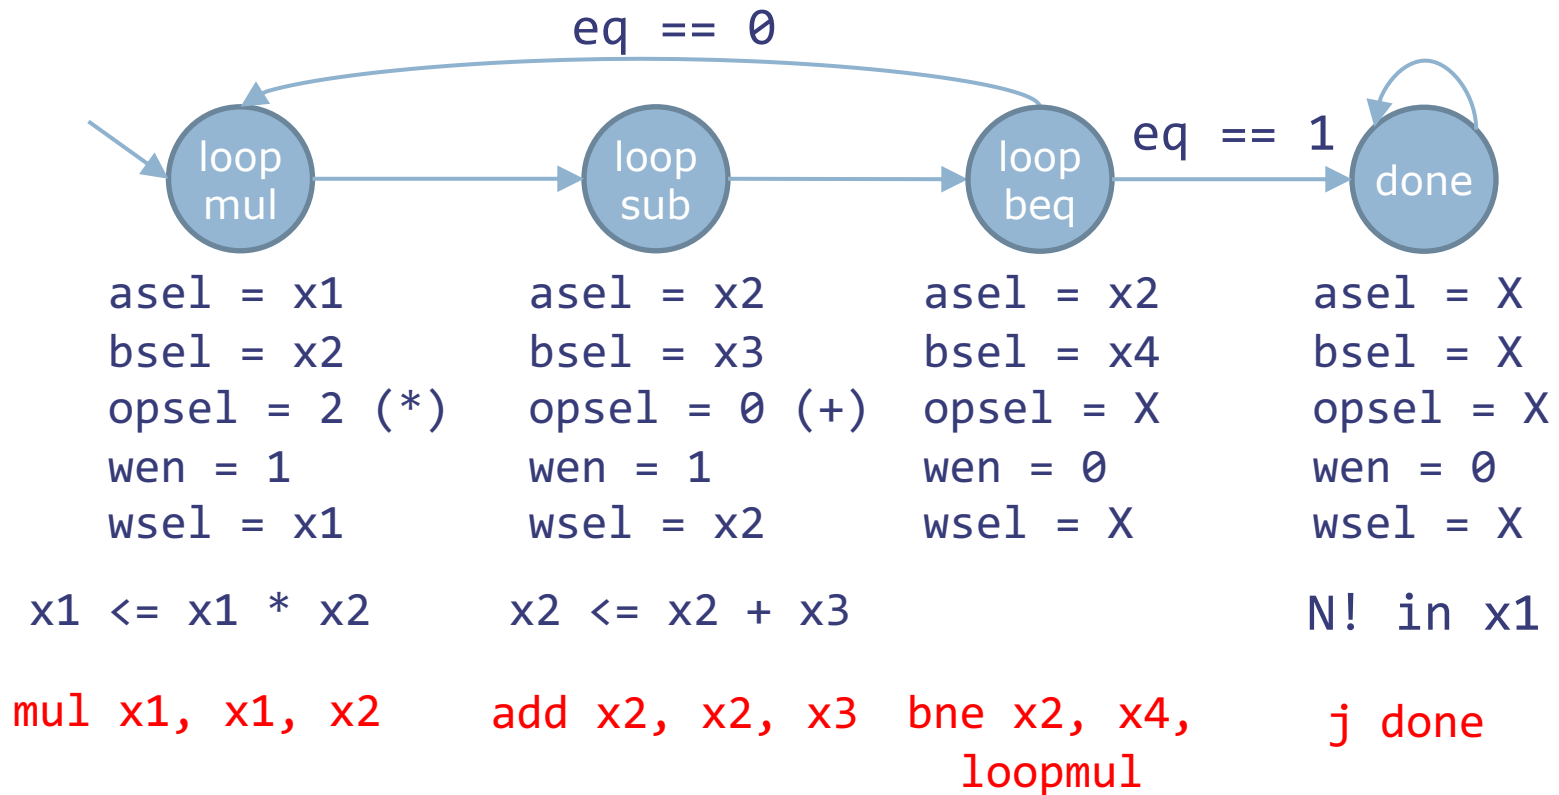 eq == 0
eq == 1
loop
mul
loop
sub
loop
beq
done
asel = x1
bsel = x2
opsel = 2 (*)
wen = 1
wsel = x1
x1 <= x1 * x2
mul x1, x1, x2
asel = x2
bsel = x3
opsel = 0 (+)
wen = 1
wsel = x2
x2 <= x2 + x3
add x2, x2, x3
asel = x2
bsel = x4
opsel = X
wen = 0
wsel = X
bne x2, x4,
loopmul
asel = X
bsel = X
opsel = X
wen = 0
wsel = X
N! in x1
j done